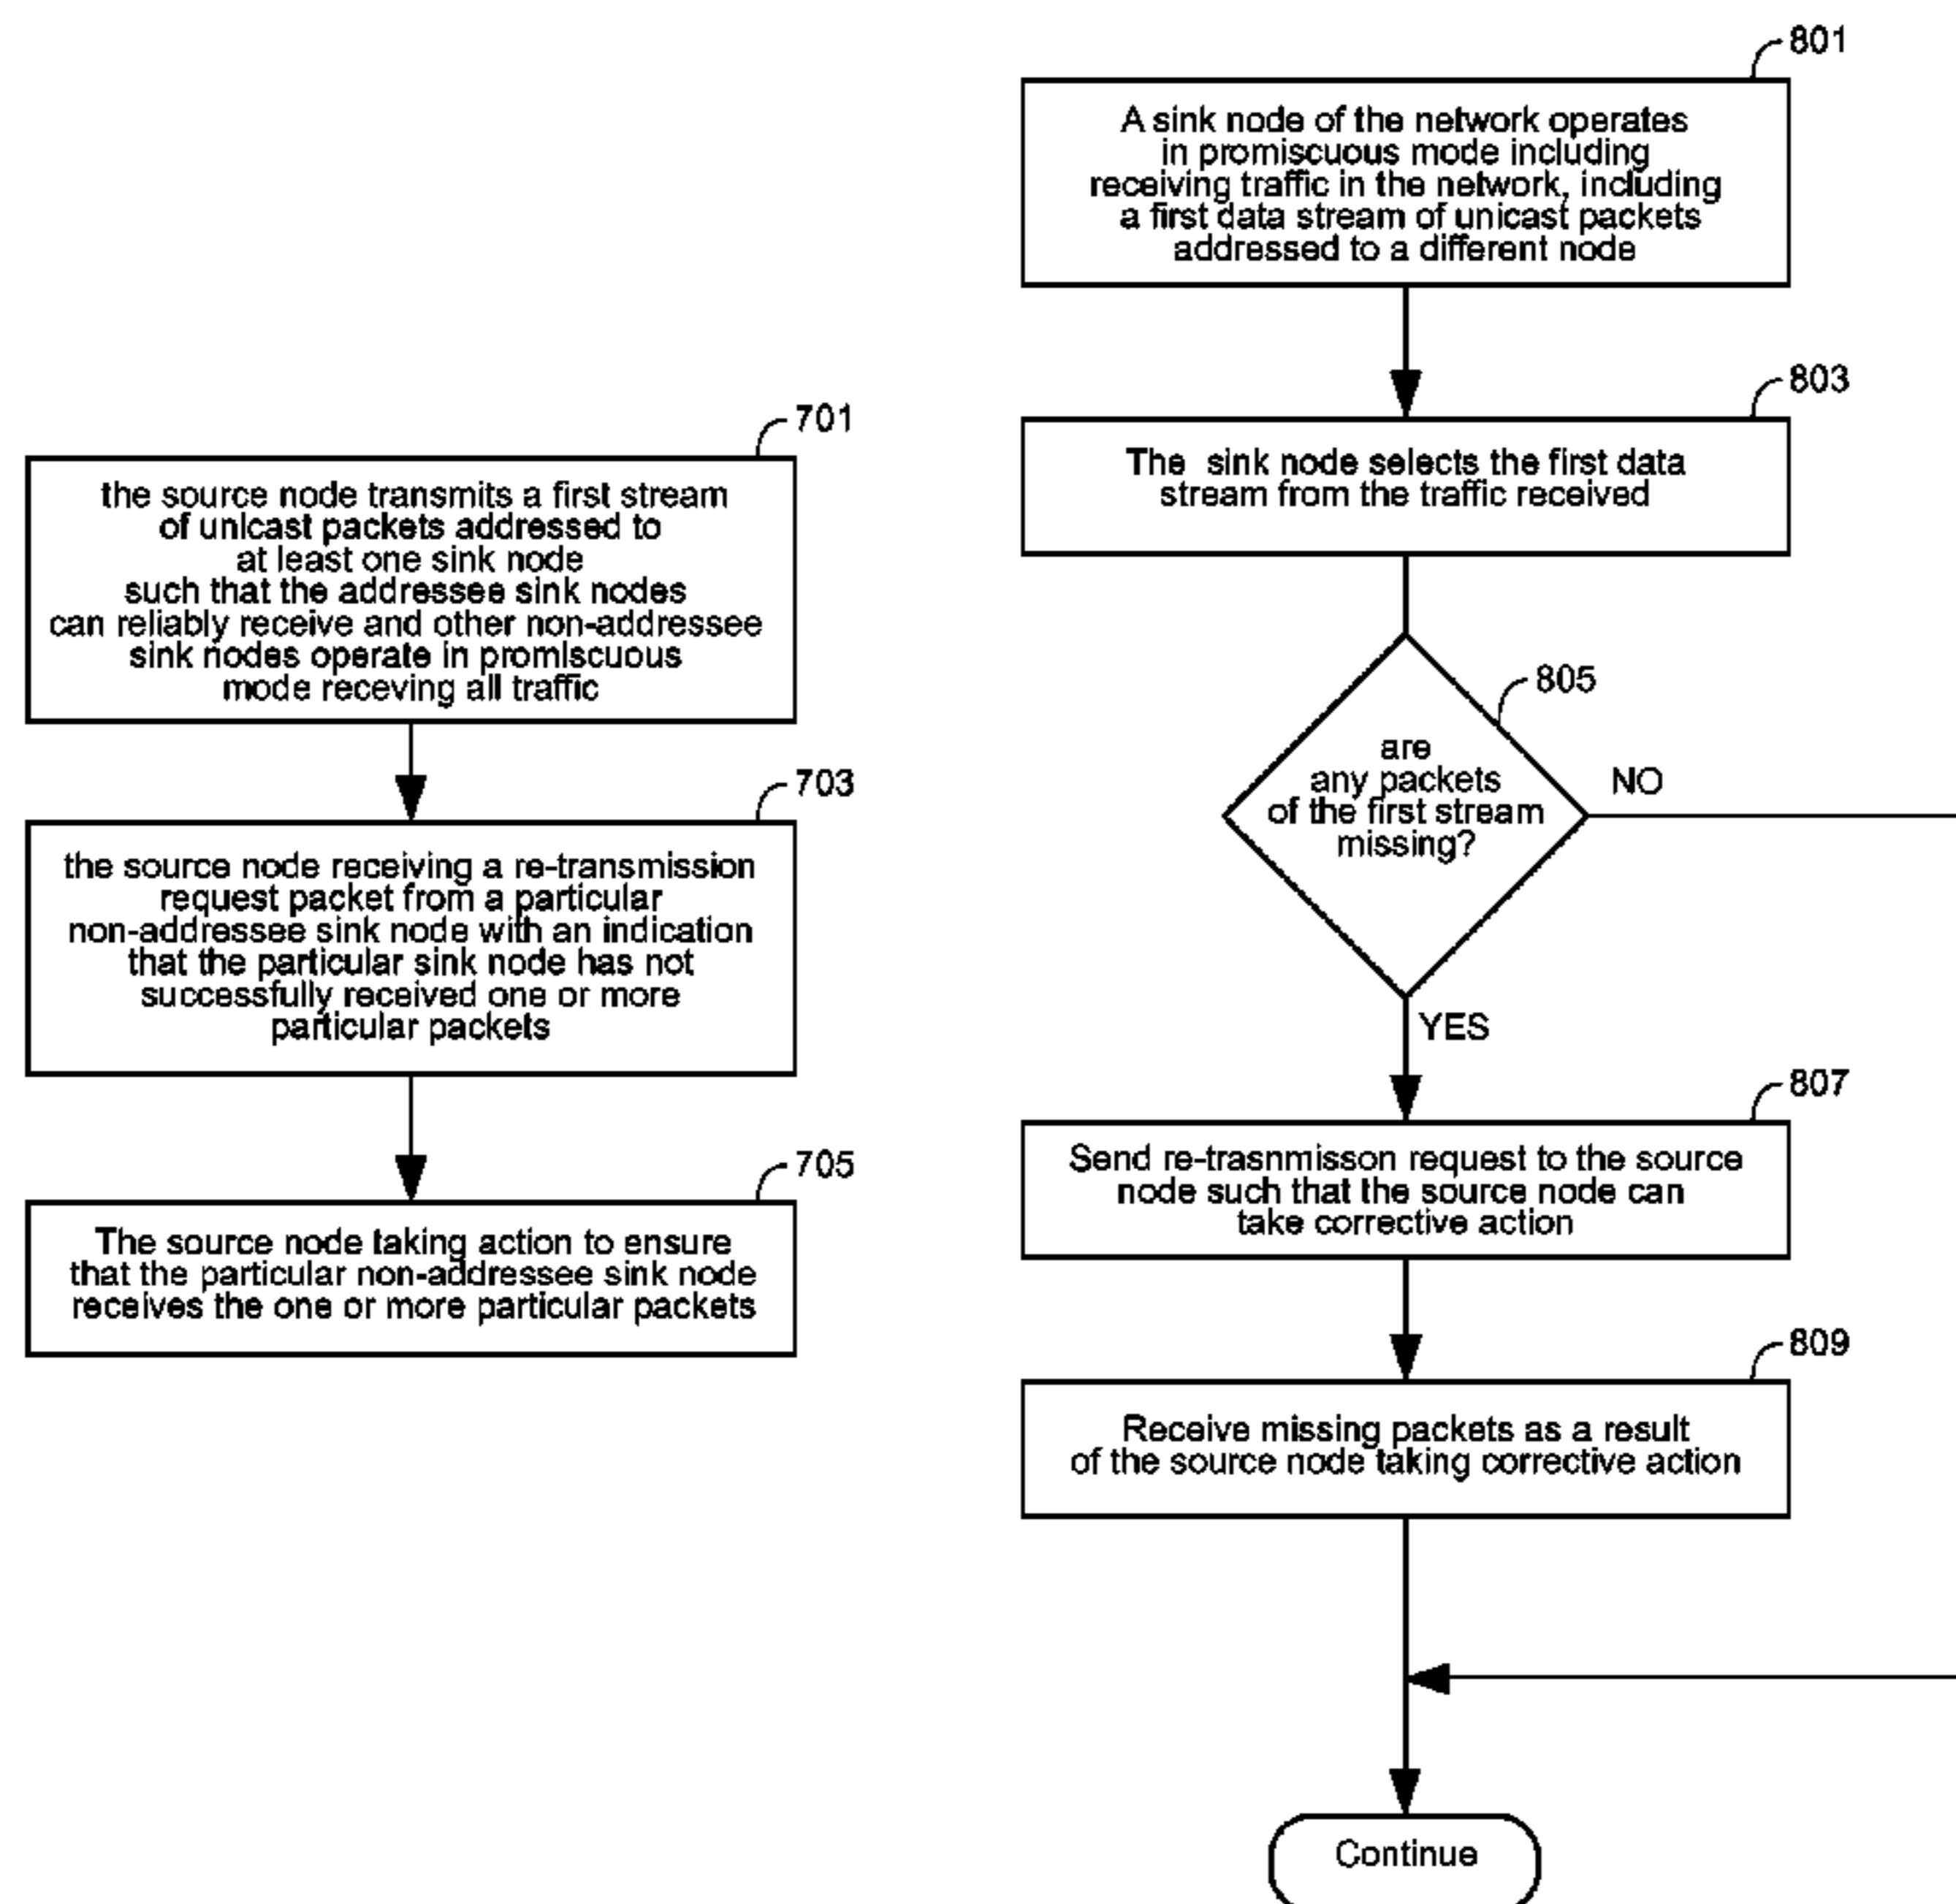 701
the source node transmits a first stream
of unicast packets addressed to
at least one sink node
such that the addressee sink nodes
can reliably receive and other non-addressee
sink nodes operate in promiscuous
mode receving all traffic
703
the source node receiving a re-transmission
request packet from a particular
non-addressee sink node with an indication
that the particular sink node has not
successfully received one or more
particular packets
705
The source node taking action to ensure
that the particular non-addressee sink node
receives the one or more particular packets
801
A sink node of the network operates
in promiscuous mode including
receiving traffic in the network, including
a first data stream of unicast packets
addressed to a different node
803
The sink node selects the first data
stream from the traffic received
805
are
any packets
of the first stream
missing?
NO
YES
807
Send re-trasnmisson request to the source
node such that the source node can
take corrective action
809
Receive missing packets as a result
of the source node taking corrective action
Continue